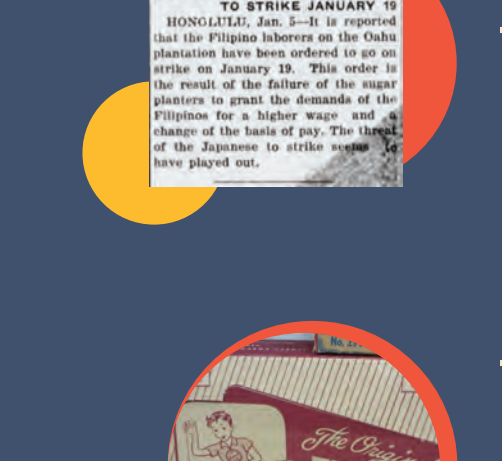 TO STRIKE JANUARY 19
HONOLULU, Jan. 5—It is reported
that the Filipino laborers on the Oahu
plantation have been ordered to go on
strike on January 19. This order is
the result of the failure of the sugar
planters to grant the demands of the
Filipinos for a higher wage and a
change of the basis of pay. The threat
of the Japanese to strike seems to
have played out.
The Origin